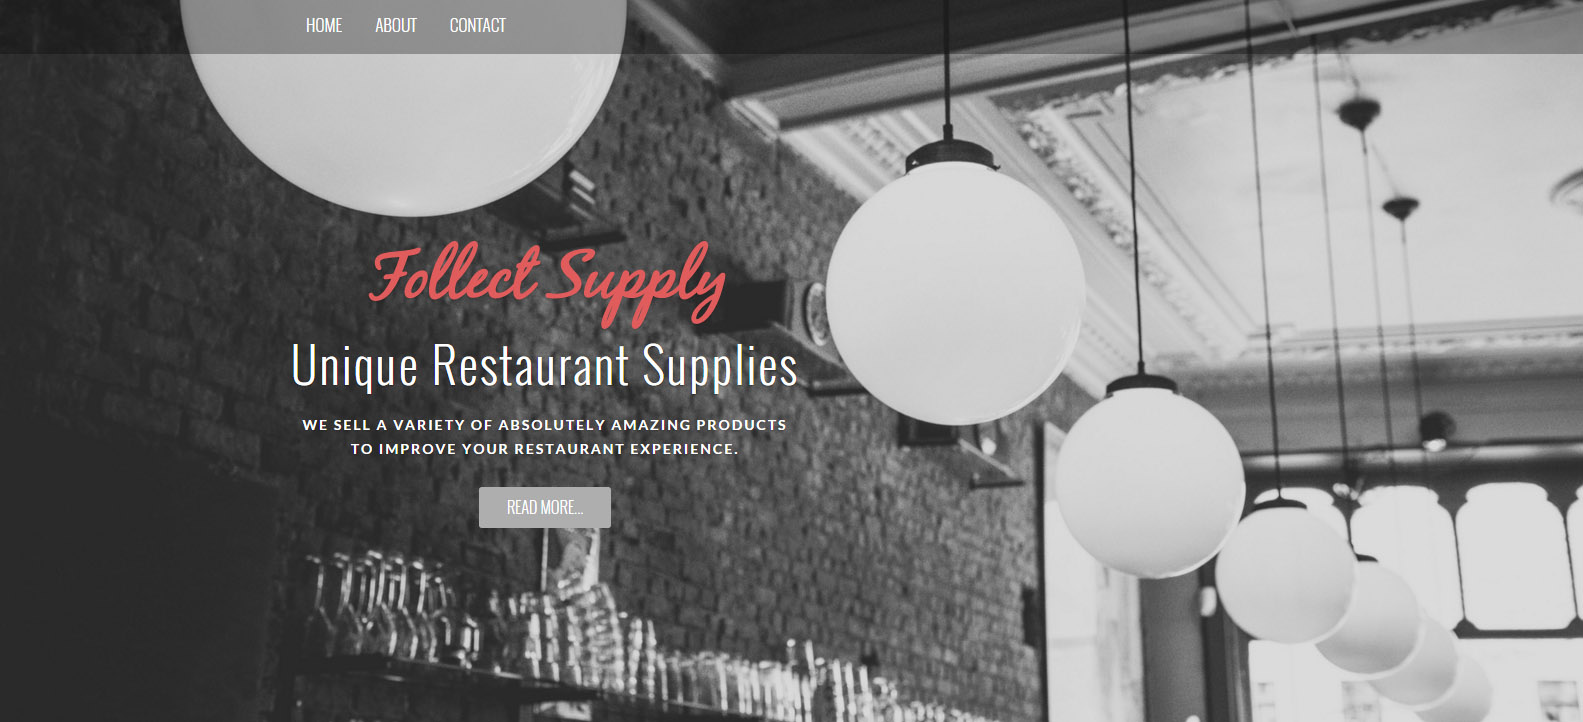 HOME ABOUT CONTACT
Follect Supply
Unique Restaurant Supplies
WE SELL A VARIETY OF ABSOLUTELY AMAZING PRODUCTS
TO IMPROVE YOUR RESTAURANT EXPERIENCE.
READ MORE...